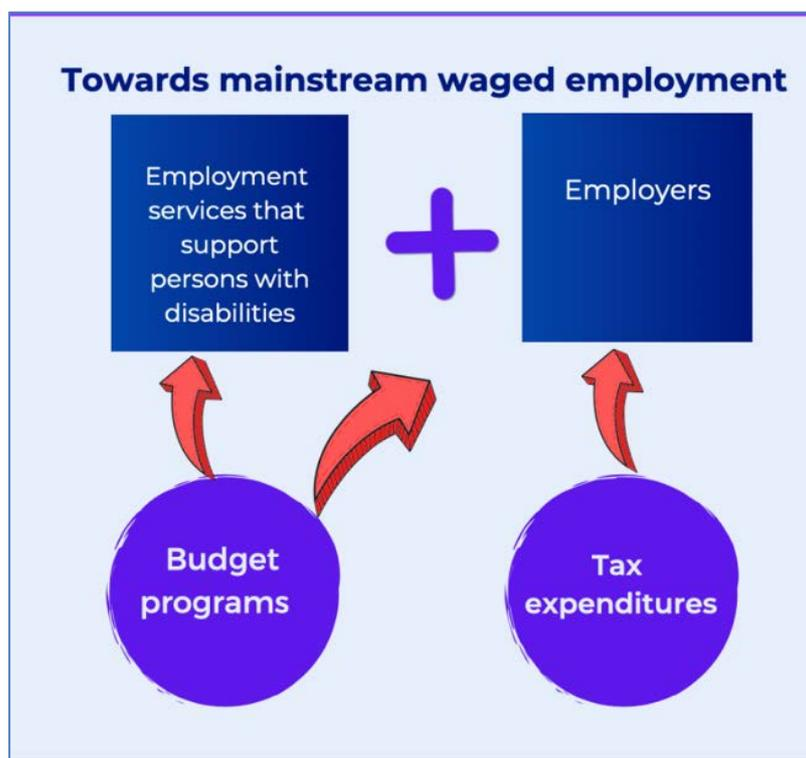 Towards mainstream waged employment
Employment
services that
support
persons with
disabilities
Employers
Budget
programs
Tax
expenditures